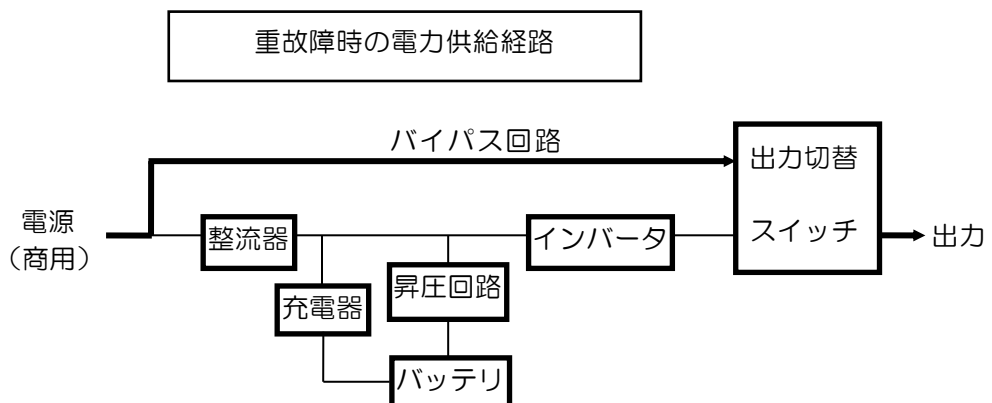 重故障時の電力供給経路
バイパス回路
出力切替
スイッチ
電源
（商用）
整流器
インバータ
出力
充電器
昇圧回路
バッテリ